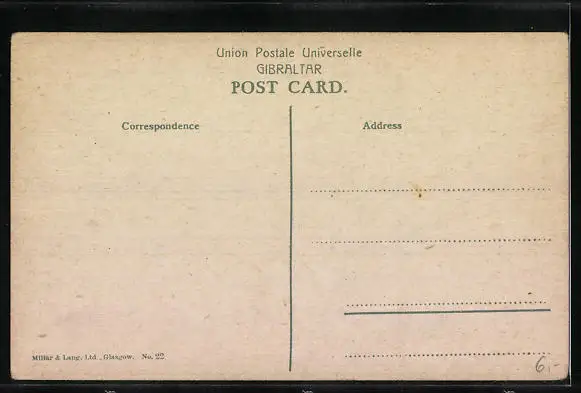 Union Postale Universelle
GIBRALTAR
POST CARD.
Correspondence
Address
Millar & Lang, Ltd., Glasgow. No. 22
6,-